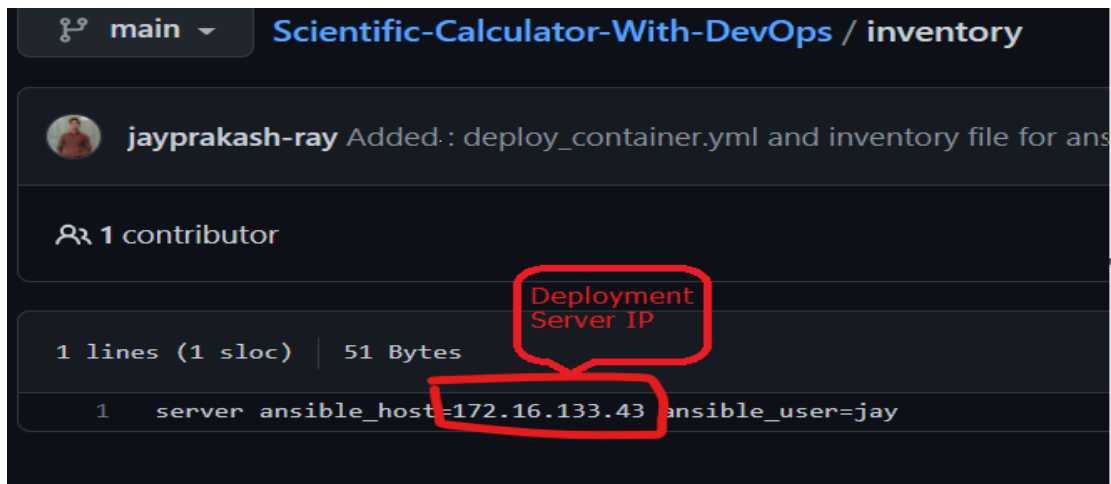 main
Scientific-Calculator-With-DevOps / inventory
jayprakash-ray Added : deploy_container.yml and inventory file for ans
1 contributor
Deployment
Server IP
1 lines (1 sloc) 51 Bytes
1 server ansible_host=172.16.133.43 ansible_user=jay